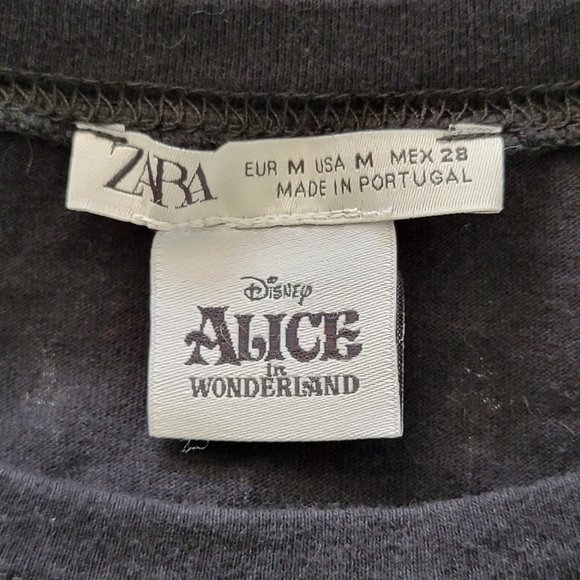 ZARA
EUR M USA M MEX 28
MADE IN PORTUGAL
Disney
ALICE
in
WONDERLAND